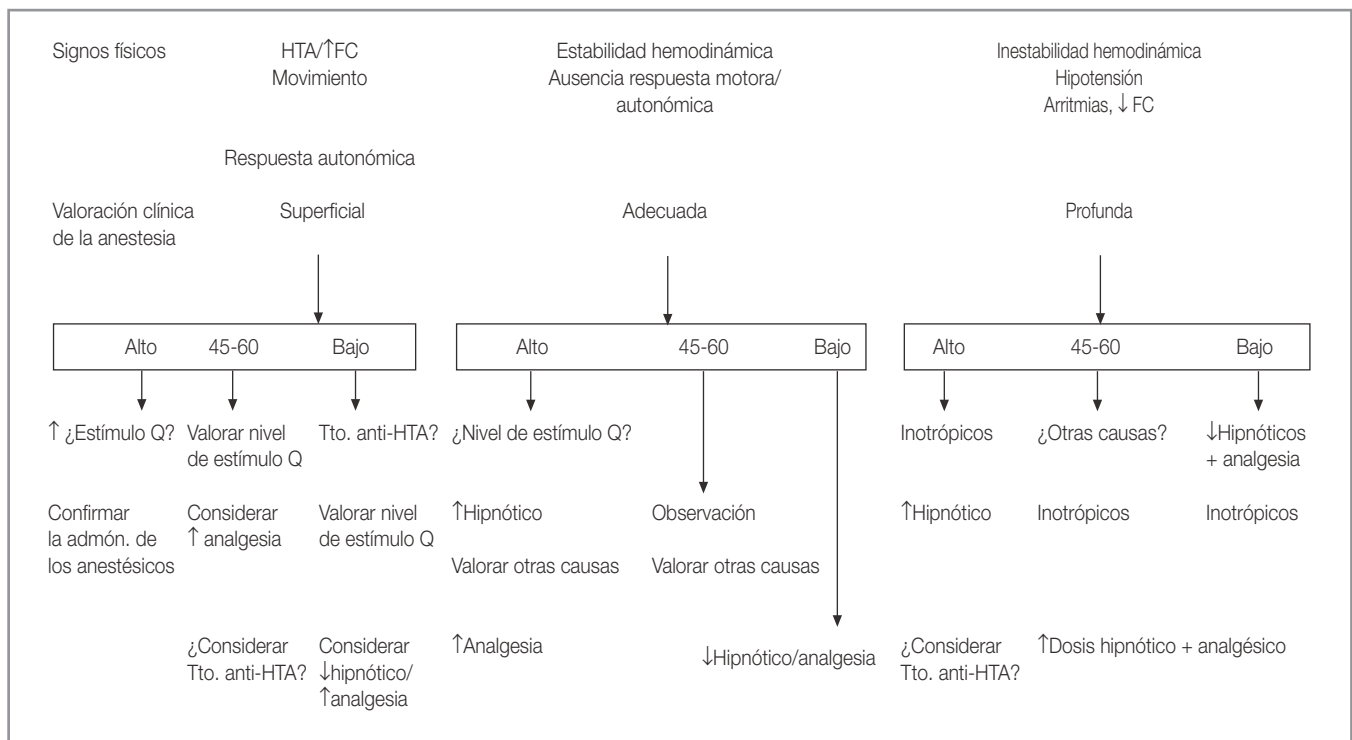 Signos físicos
HTA/↑FC
Movimiento
Estabilidad hemodinámica
Ausencia respuesta motora/
autonómica
Inestabilidad hemodinámica
Hipotensión
Arritmias, ↓ FC
Respuesta autonómica
Valoración clínica
de la anestesia
Superficial
Adecuada
Profunda
Alto 45-60 Bajo
Alto 45-60 Bajo
Alto 45-60 Bajo
↑ ¿Estímulo Q?
Valorar nivel
de estímulo Q
Tto. anti-HTA?
¿Nivel de estímulo Q?
Inotrópicos
¿Otras causas?
↓Hipnóticos
+ analgesia
Confirmar
la admón. de
los anestésicos
Considerar
↑ analgesia
Valorar nivel
de estímulo Q
↑Hipnótico
Observación
↑Hipnótico
Inotrópicos
Inotrópicos
Valorar otras causas
Valorar otras causas
¿Considerar
Tto. anti-HTA?
Considerar
↓hipnótico/
↑analgesia
↑Analgesia
↓Hipnótico/analgesia
¿Considerar
Tto. anti-HTA?
↑Dosis hipnótico + analgésico